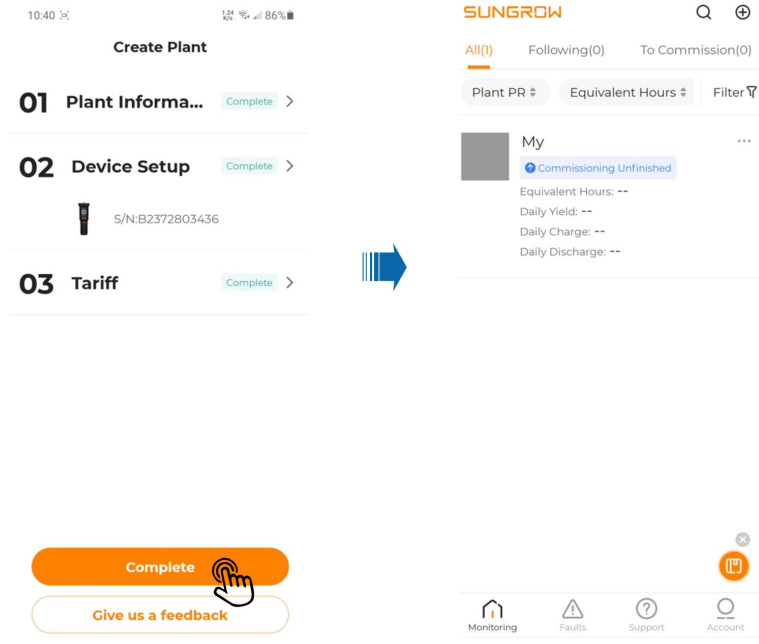 10:40
1.24 K/s 86%
Create Plant
01 Plant Informa... Complete
02 Device Setup Complete
S/N:B2372803436
03 Tariff Complete
Complete
Give us a feedback
SUNGROW
All(1) Following(0) To Commission(0)
Plant PR Equivalent Hours Filter
My
Commissioning Unfinished
Equivalent Hours: --
Daily Yield: --
Daily Charge: --
Daily Discharge: --
Monitoring Faults Support Account